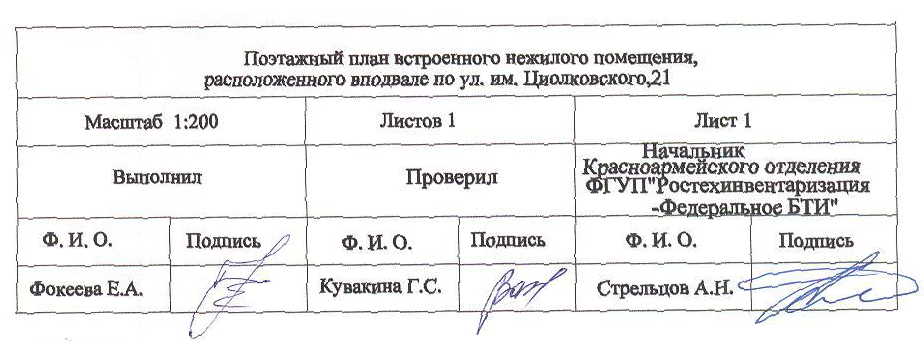 Поэтажный план встроенного нежилого помещения,
расположенного вподвале по ул. им. Циолковского,21
Масштаб 1:200 Листов 1 Лист 1
Выполнил Проверил Начальник
Красноармейского отделения
ФГУП"Ростехинвентаризация
-Федеральное БТИ"
Ф. И. О. Подпись Ф. И. О. Подпись Ф. И. О. Подпись
Фокеева Е.А. Кувакина Г.С. Стрельцов А.Н.